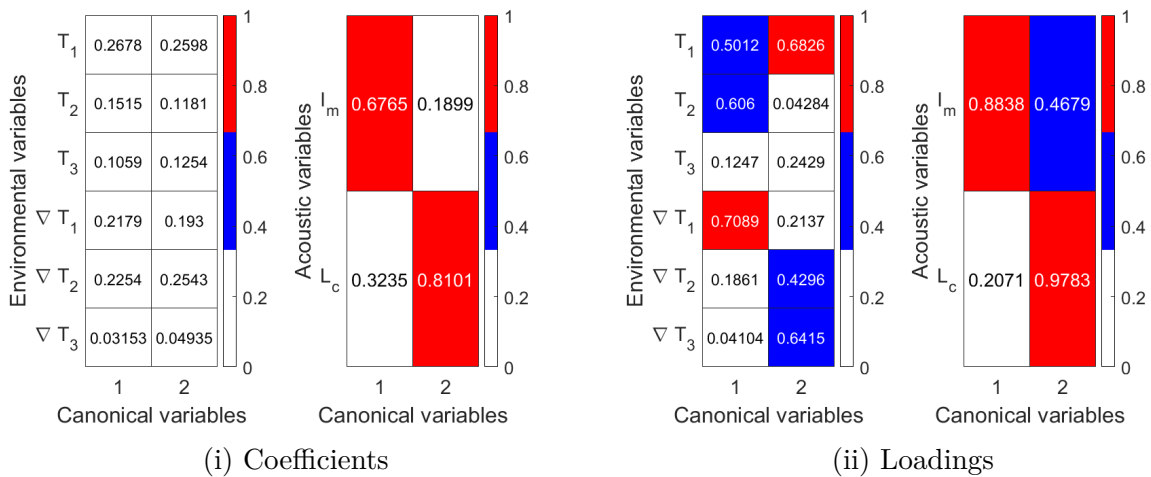 Environmental variables
T1 0.2678 0.2598
T2 0.1515 0.1181
T3 0.1059 0.1254
∇ T1 0.2179 0.193
∇ T2 0.2254 0.2543
∇ T3 0.03153 0.04935
1 2
Canonical variables
1
0.8
0.6
0.4
0.2
0
Acoustic variables
Im 0.6765 0.1899
Lc 0.3235 0.8101
1 2
Canonical variables
1
0.8
0.6
0.4
0.2
0
(i) Coefficients
Environmental variables
T1 0.5012 0.6826
T2 0.606 0.04284
T3 0.1247 0.2429
∇ T1 0.7089 0.2137
∇ T2 0.1861 0.4296
∇ T3 0.04104 0.6415
1 2
Canonical variables
1
0.8
0.6
0.4
0.2
0
Acoustic variables
Im 0.8838 0.4679
Lc 0.2071 0.9783
1 2
Canonical variables
1
0.8
0.6
0.4
0.2
0
(ii) Loadings